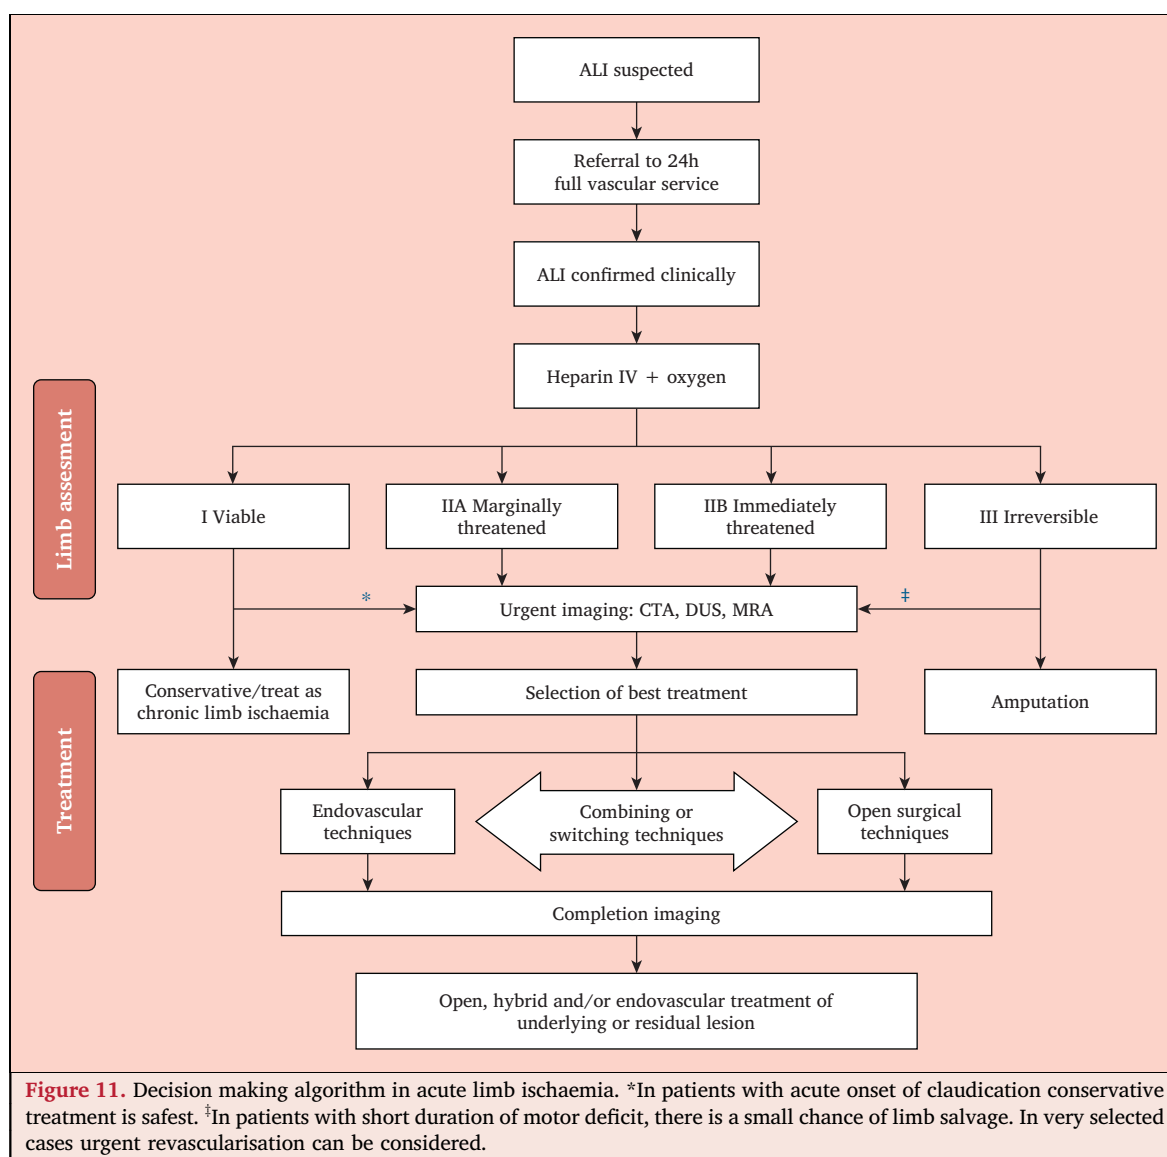 ALI suspected
Referral to 24h
full vascular service
ALI confirmed clinically
Heparin IV + oxygen
Limb assesment
I Viable
IIA Marginally
threatened
IIB Immediately
threatened
III Irreversible
*
Urgent imaging: CTA, DUS, MRA
‡
Treatment
Conservative/treat as
chronic limb ischaemia
Selection of best treatment
Amputation
Endovascular
techniques
Combining or
switching techniques
Open surgical
techniques
Completion imaging
Open, hybrid and/or endovascular treatment of
underlying or residual lesion
Figure 11. Decision making algorithm in acute limb ischaemia. *In patients with acute onset of claudication conservative
treatment is safest. ‡In patients with short duration of motor deficit, there is a small chance of limb salvage. In very selected
cases urgent revascularisation can be considered.